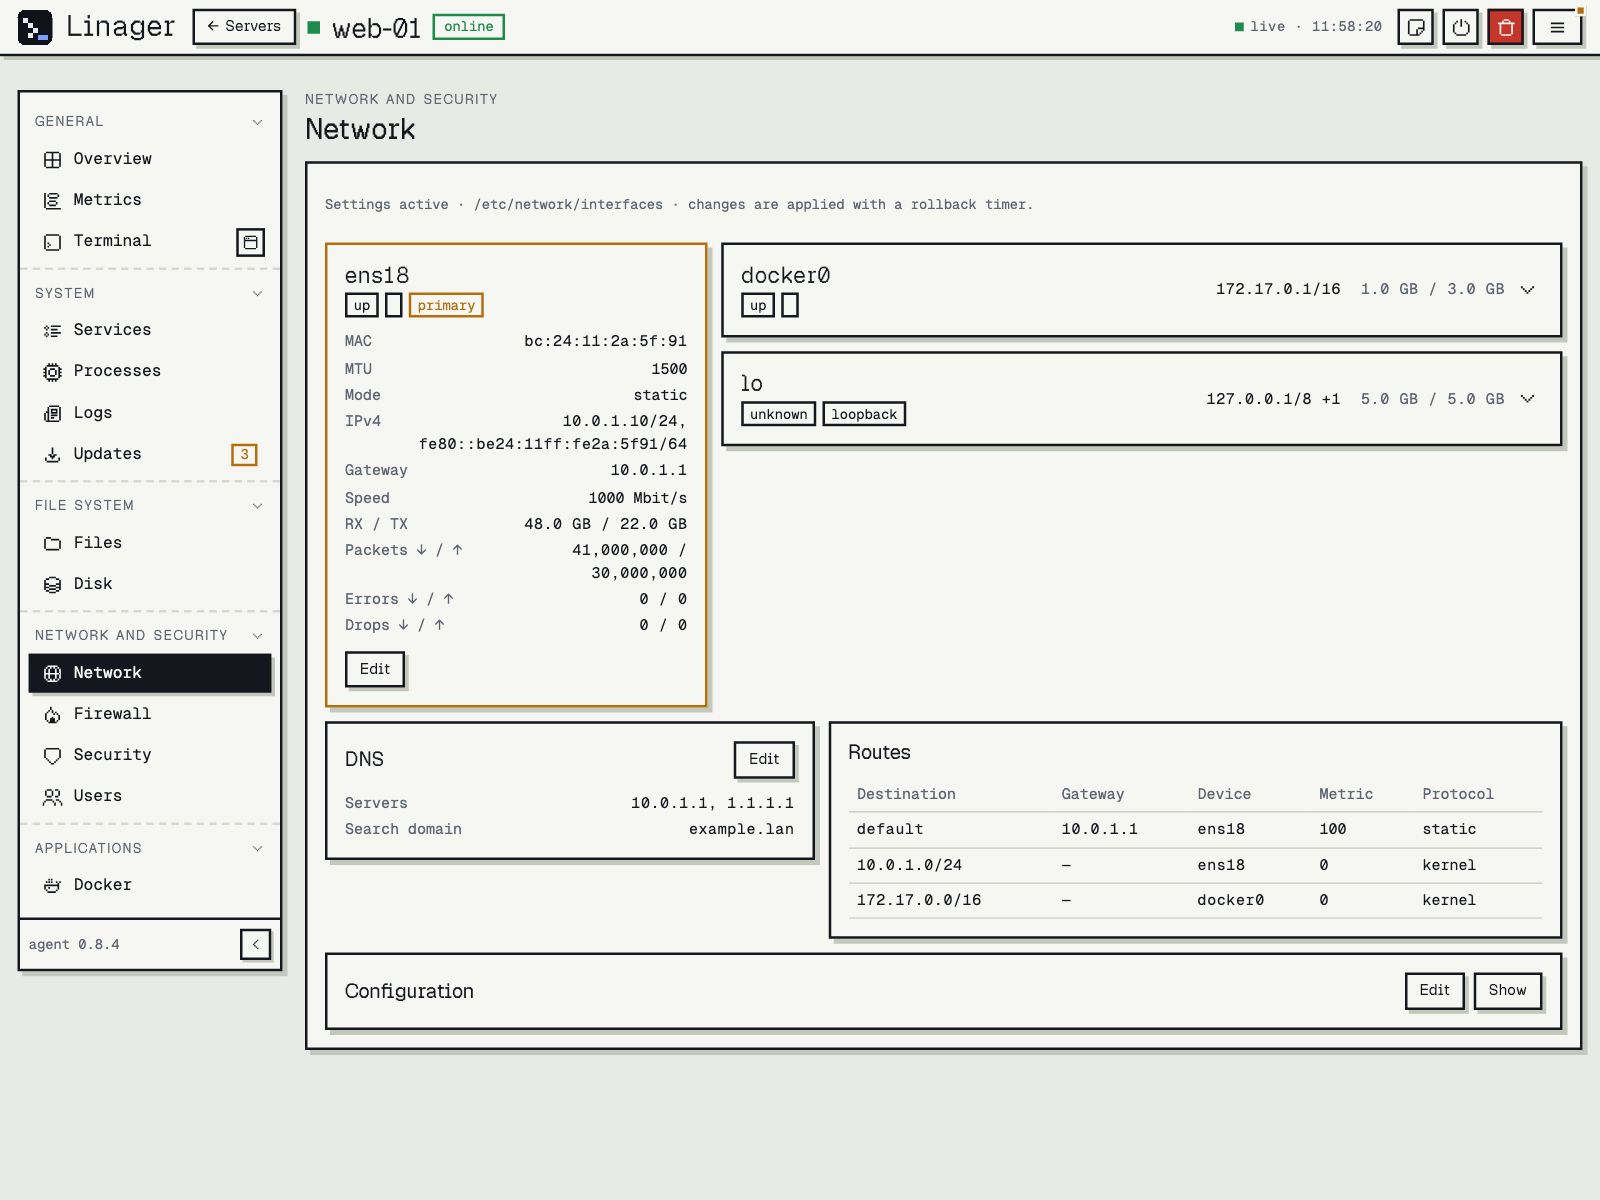 Linager
← Servers
web-01
online
live · 11:58:20
GENERAL
Overview
Metrics
Terminal
SYSTEM
Services
Processes
Logs
Updates
3
FILE SYSTEM
Files
Disk
NETWORK AND SECURITY
Network
Firewall
Security
Users
APPLICATIONS
Docker
agent 0.8.4
NETWORK AND SECURITY
Network
Settings active · /etc/network/interfaces · changes are applied with a rollback timer.
ens18
up
primary
MAC bc:24:11:2a:5f:91
MTU 1500
Mode static
IPv4 10.0.1.10/24,
fe80::be24:11ff:fe2a:5f91/64
Gateway 10.0.1.1
Speed 1000 Mbit/s
RX / TX 48.0 GB / 22.0 GB
Packets ↓ / ↑ 41,000,000 /
30,000,000
Errors ↓ / ↑ 0 / 0
Drops ↓ / ↑ 0 / 0
Edit
docker0
up
172.17.0.1/16 1.0 GB / 3.0 GB
lo
unknown loopback
127.0.0.1/8 +1 5.0 GB / 5.0 GB
DNS
Edit
Servers 10.0.1.1, 1.1.1.1
Search domain example.lan
Routes
Destination Gateway Device Metric Protocol
default 10.0.1.1 ens18 100 static
10.0.1.0/24 — ens18 0 kernel
172.17.0.0/16 — docker0 0 kernel
Configuration
Edit
Show